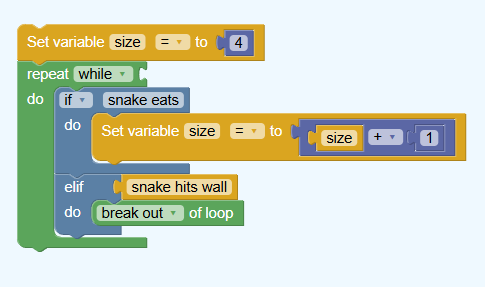 Set variable size = to 4
repeat while
do if snake eats
do Set variable size = to size + 1
elif snake hits wall
do break out of loop